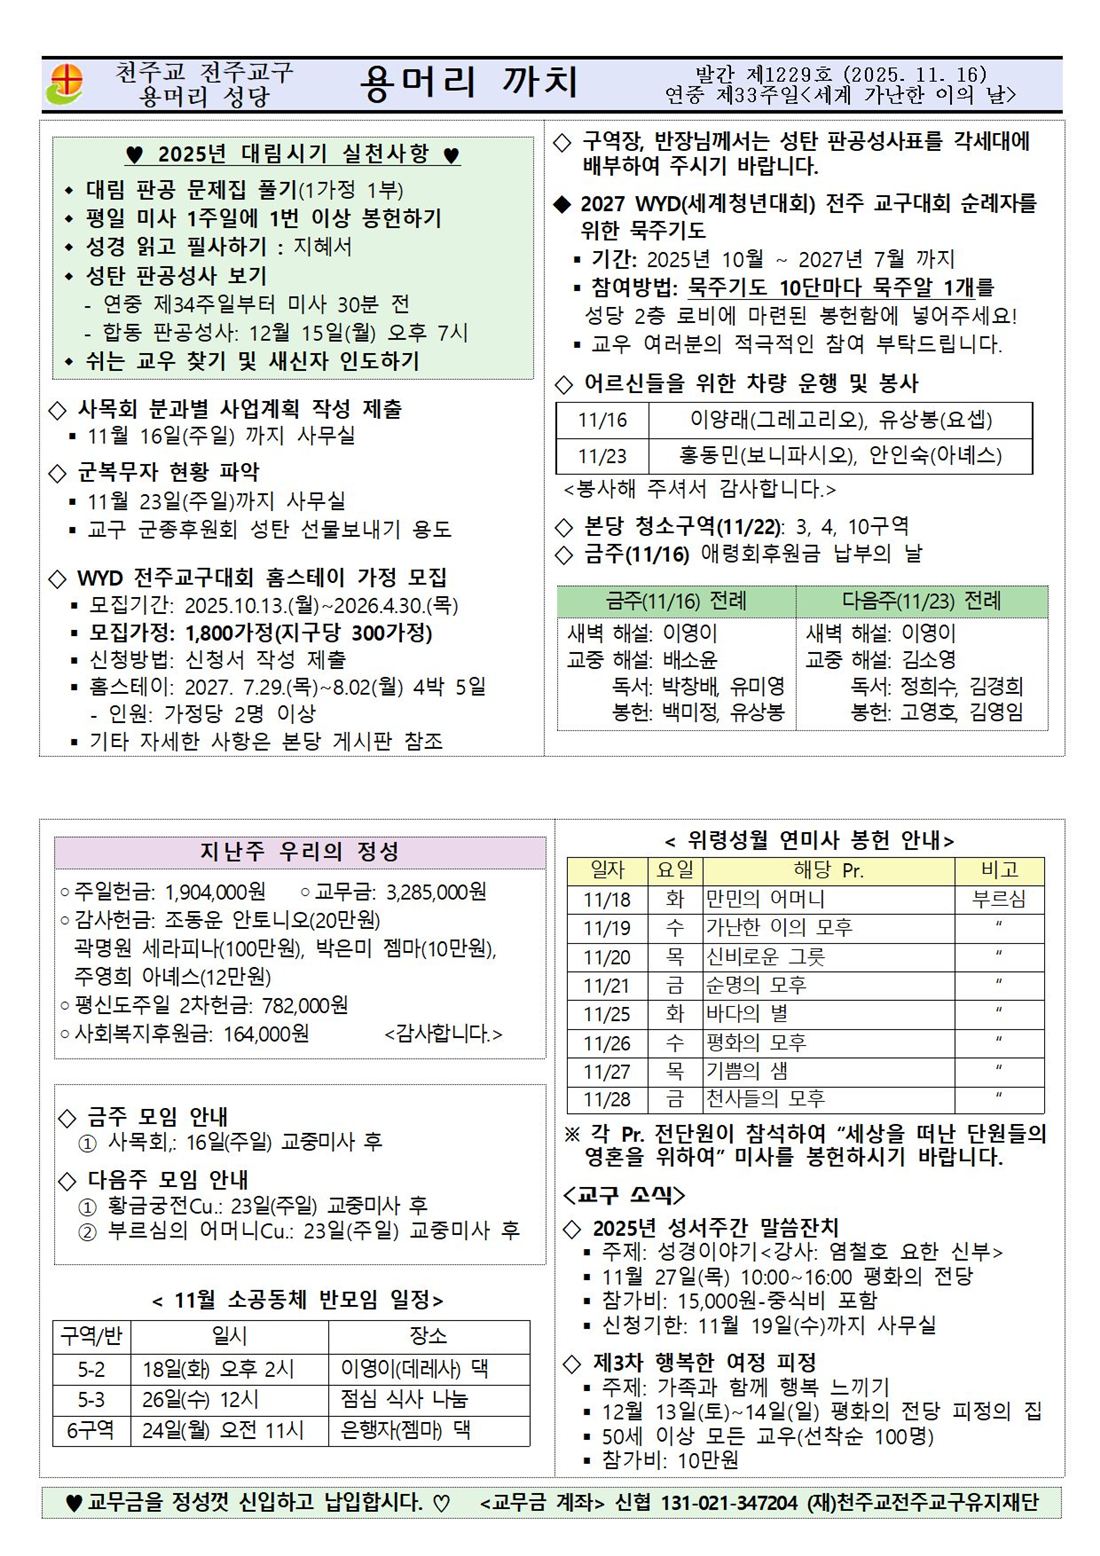 천주교 전주교구
용머리 성당
용머리 까치
발간 제1229호 (2025. 11. 16)
연중 제33주일<세계 가난한 이의 날>
♥ 2025년 대림시기 실천사항 ♥
◆ 대림 판공 문제집 풀기(1가정 1부)
◆ 평일 미사 1주일에 1번 이상 봉헌하기
◆ 성경 읽고 필사하기 : 지혜서
◆ 성탄 판공성사 보기
- 연중 제34주일부터 미사 30분 전
- 합동 판공성사: 12월 15일(월) 오후 7시
◆ 쉬는 교우 찾기 및 새신자 인도하기
◇ 사목회 분과별 사업계획 작성 제출
▪ 11월 16일(주일) 까지 사무실
◇ 군복무자 현황 파악
▪ 11월 23일(주일)까지 사무실
▪ 교구 군종후원회 성탄 선물보내기 용도
◇ WYD 전주교구대회 홈스테이 가정 모집
▪ 모집기간: 2025.10.13.(월)~2026.4.30.(목)
▪ 모집가정: 1,800가정(지구당 300가정)
▪ 신청방법: 신청서 작성 제출
▪ 홈스테이: 2027. 7.29.(목)~8.02(월) 4박 5일
- 인원: 가정당 2명 이상
▪ 기타 자세한 사항은 본당 게시판 참조
◇ 구역장, 반장님께서는 성탄 판공성사표를 각세대에
배부하여 주시기 바랍니다.
◆ 2027 WYD(세계청년대회) 전주 교구대회 순례자를
위한 묵주기도
▪ 기간: 2025년 10월 ~ 2027년 7월 까지
▪ 참여방법: 묵주기도 10단마다 묵주알 1개를
성당 2층 로비에 마련된 봉헌함에 넣어주세요!
▪ 교우 여러분의 적극적인 참여 부탁드립니다.
◇ 어르신들을 위한 차량 운행 및 봉사
11/16 이양래(그레고리오), 유상봉(요셉)
11/23 홍동민(보니파시오), 안인숙(아녜스)
<봉사해 주셔서 감사합니다.>
◇ 본당 청소구역(11/22): 3, 4, 10구역
◇ 금주(11/16) 애령회후원금 납부의 날
금주(11/16) 전례 다음주(11/23) 전례
새벽 해설: 이영이 새벽 해설: 이영이
교중 해설: 배소윤 교중 해설: 김소영
독서: 박창배, 유미영 독서: 정희수, 김경희
봉헌: 백미정, 유상봉 봉헌: 고영호, 김영임
지난주 우리의 정성
○ 주일헌금: 1,904,000원 ○ 교무금: 3,285,000원
○ 감사헌금: 조동운 안토니오(20만원)
곽명원 세라피나(100만원), 박은미 젬마(10만원),
주영희 아녜스(12만원)
○ 평신도주일 2차헌금: 782,000원
○ 사회복지후원금: 164,000원 <감사합니다.>
◇ 금주 모임 안내
① 사목회,: 16일(주일) 교중미사 후
◇ 다음주 모임 안내
① 황금궁전Cu.: 23일(주일) 교중미사 후
② 부르심의 어머니Cu.: 23일(주일) 교중미사 후
< 11월 소공동체 반모임 일정>
구역/반 일시 장소
5-2 18일(화) 오후 2시 이영이(데레사) 댁
5-3 26일(수) 12시 점심 식사 나눔
6구역 24일(월) 오전 11시 은행자(젬마) 댁
< 위령성월 연미사 봉헌 안내>
일자 요일 해당 Pr. 비고
11/18 화 만민의 어머니 부르심
11/19 수 가난한 이의 모후 “
11/20 목 신비로운 그릇 “
11/21 금 순명의 모후 “
11/25 화 바다의 별 “
11/26 수 평화의 모후 “
11/27 목 기쁨의 샘 “
11/28 금 천사들의 모후 “
※ 각 Pr. 전단원이 참석하여 “세상을 떠난 단원들의
영혼을 위하여” 미사를 봉헌하시기 바랍니다.
<교구 소식>
◇ 2025년 성서주간 말씀잔치
▪ 주제: 성경이야기<강사: 염철호 요한 신부>
▪ 11월 27일(목) 10:00~16:00 평화의 전당
▪ 참가비: 15,000원-중식비 포함
▪ 신청기한: 11월 19일(수)까지 사무실
◇ 제3차 행복한 여정 피정
▪ 주제: 가족과 함께 행복 느끼기
▪ 12월 13일(토)~14일(일) 평화의 전당 피정의 집
▪ 50세 이상 모든 교우(선착순 100명)
▪ 참가비: 10만원
♥ 교무금을 정성껏 신입하고 납입합시다. ♡ <교무금 계좌> 신협 131-021-347204 (재)천주교전주교구유지재단